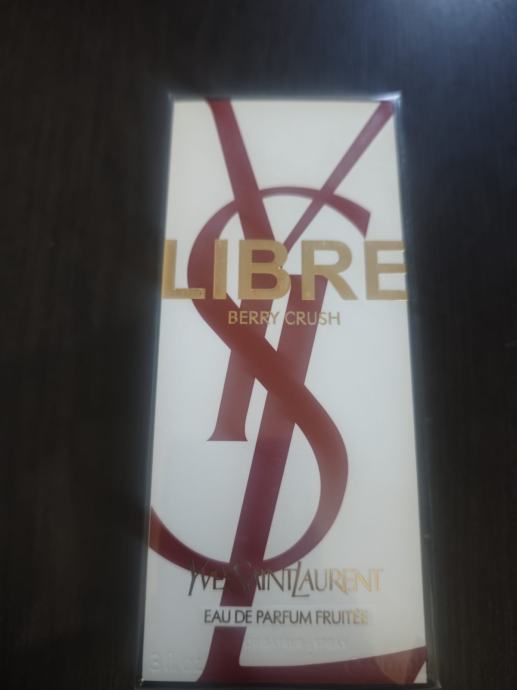 LIBRE
BERRY CRUSH
YVES SAINT LAURENT
EAU DE PARFUM FRUITÉE